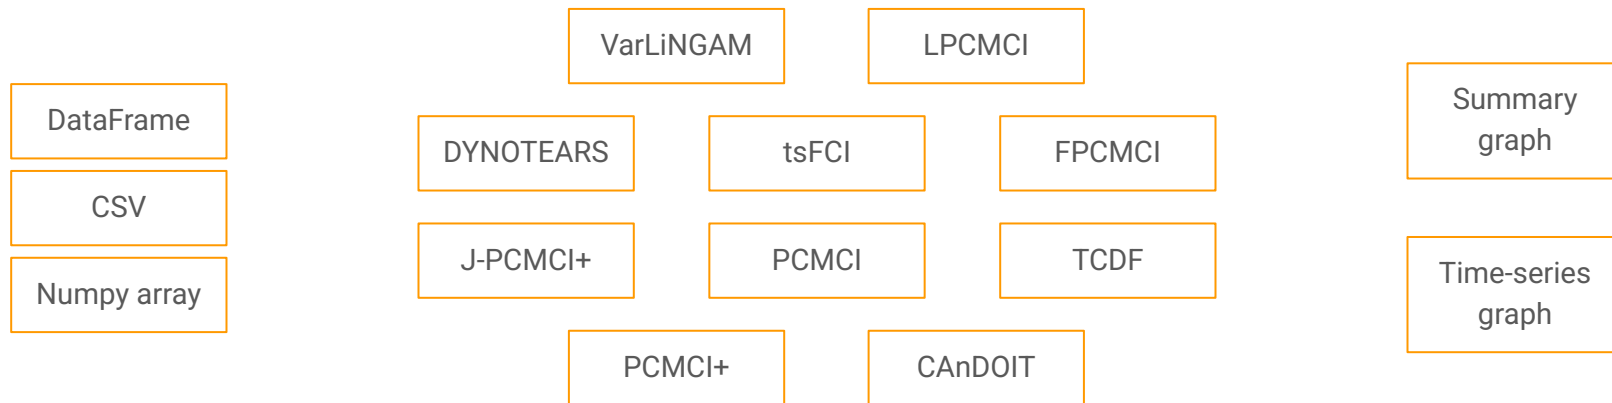 VarLiNGAM
LPCMCI
DataFrame
CSV
Numpy array
DYNOTEARS
tsFCI
FPCMCI
J-PCMCI+
PCMCI
TCDF
PCMCI+
CAnDOIT
Summary
graph
Time-series
graph